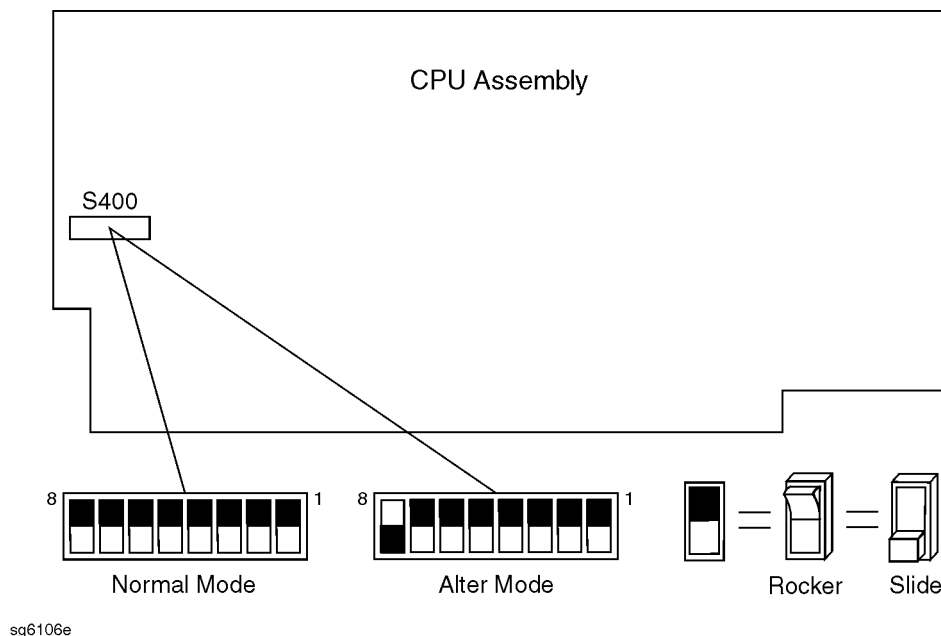 CPU Assembly
S400
8 1 8 1
Normal Mode Alter Mode Rocker Slide
sg6106e